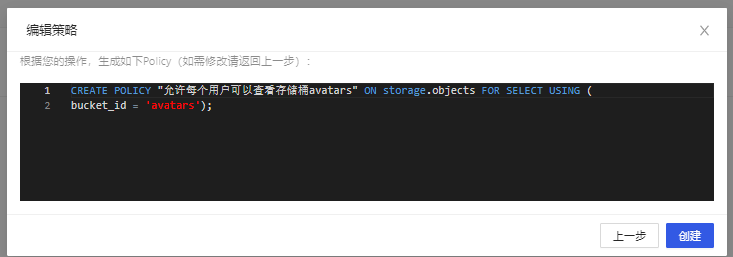 编辑策略
根据您的操作，生成如下Policy（如需修改请返回上一步）：
1 CREATE POLICY "允许每个用户可以查看存储桶avatars" ON storage.objects FOR SELECT USING (
2 bucket_id = 'avatars');
上一步 创建